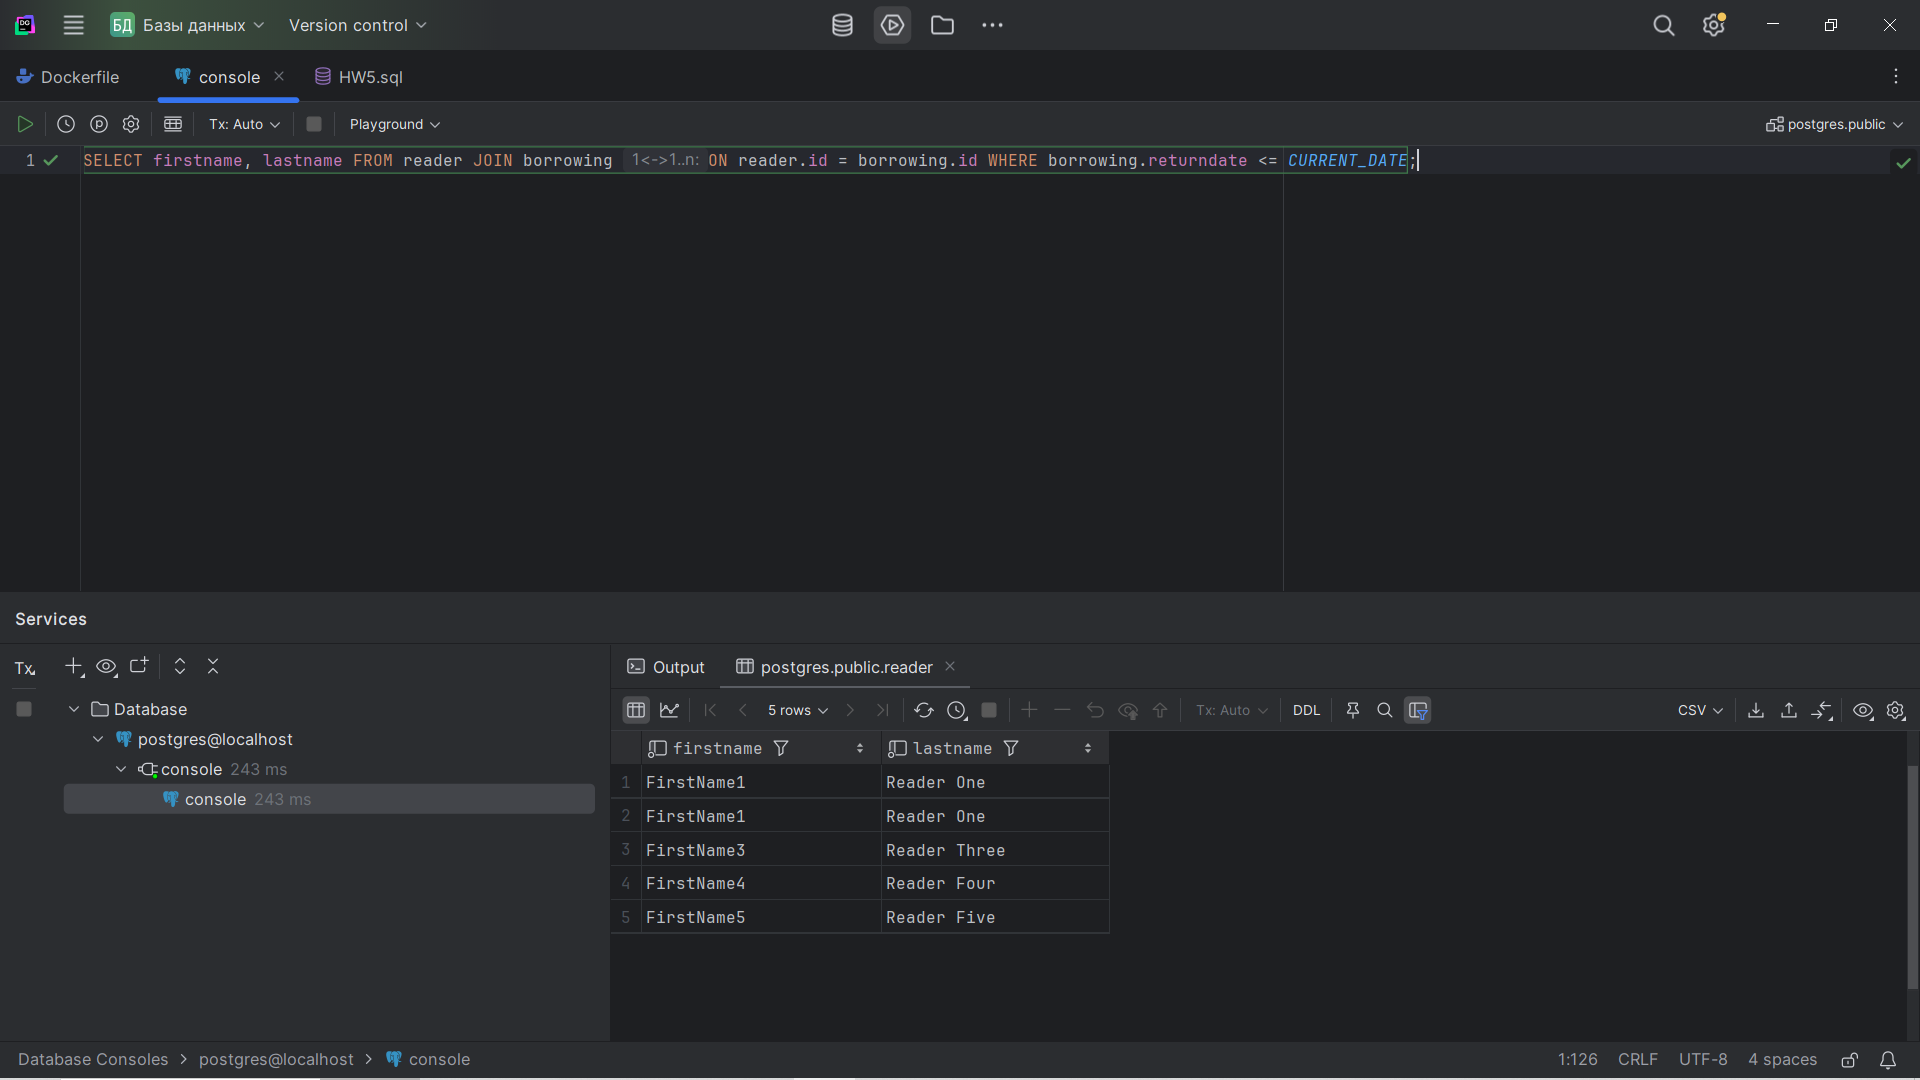 БД Базы данных Version control
Dockerfile console HW5.sql
Tx: Auto Playground postgres.public
1 SELECT firstname, lastname FROM reader JOIN borrowing 1<->1..n: ON reader.id = borrowing.id WHERE borrowing.returndate <= CURRENT_DATE;
Services
Tx
Output postgres.public.reader
Database
postgres@localhost
console 243 ms
console 243 ms
5 rows Tx: Auto DDL CSV
firstname lastname
1 FirstName1 Reader One
2 FirstName1 Reader One
3 FirstName3 Reader Three
4 FirstName4 Reader Four
5 FirstName5 Reader Five
Database Consoles > postgres@localhost > console 1:126 CRLF UTF-8 4 spaces